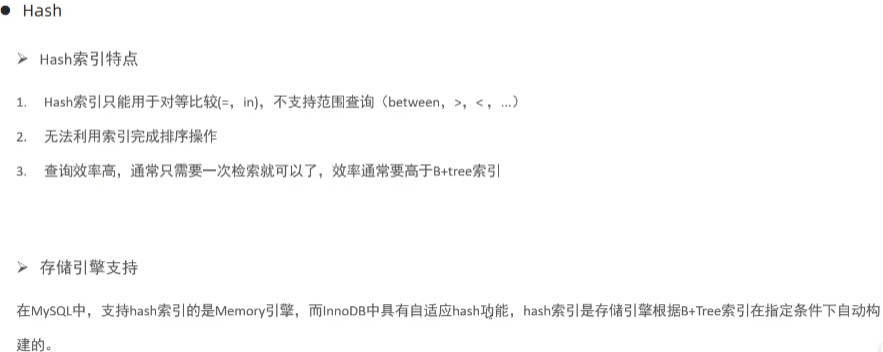 ● Hash
➢ Hash索引特点
1. Hash索引只能用于对等比较(=，in)，不支持范围查询（between，>，<，...）
2. 无法利用索引完成排序操作
3. 查询效率高，通常只需要一次检索就可以了，效率通常要高于B+tree索引
➢ 存储引擎支持
在MySQL中，支持hash索引的是Memory引擎，而InnoDB中具有自适应hash功能，hash索引是存储引擎根据B+Tree索引在指定条件下自动构
建的。